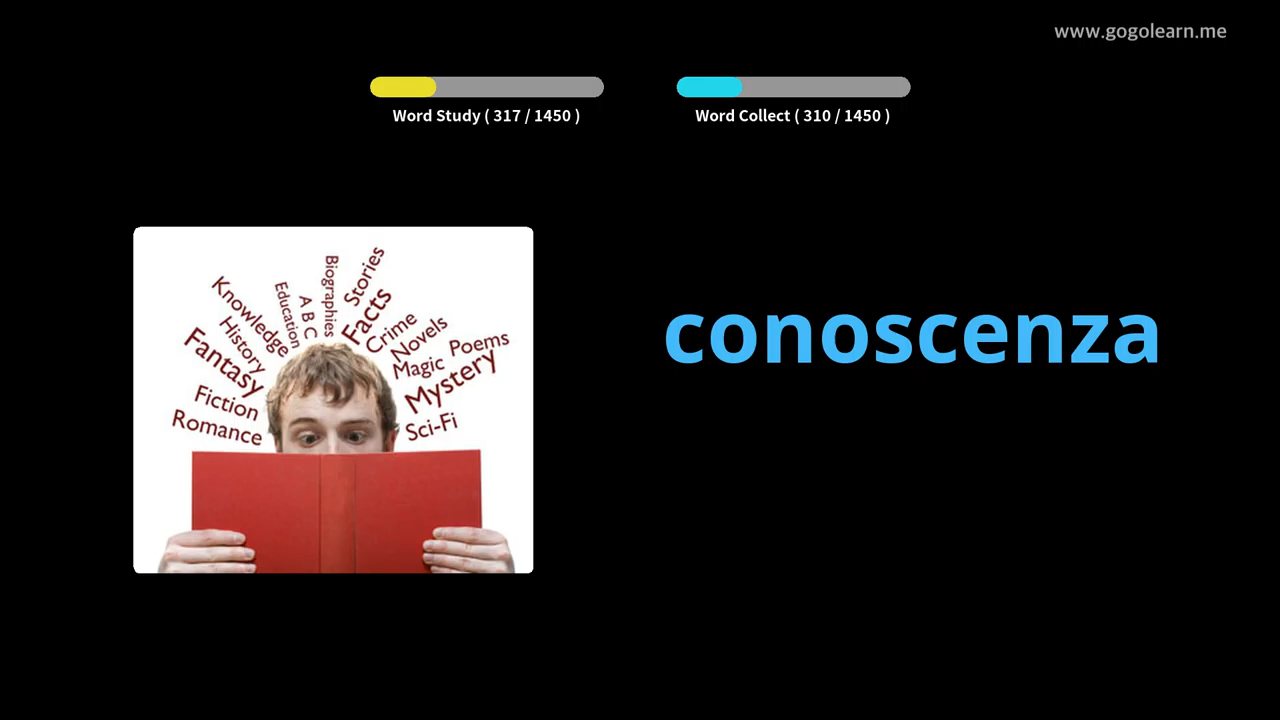 www.gogolearn.me
Word Study ( 317 / 1450 )
Word Collect ( 310 / 1450 )
conoscenza
Romance
Fiction
Fantasy
History
Knowledge
Education
A B C
Biographies
Stories
Facts
Crime
Novels
Magic
Poems
Mystery
Sci-Fi